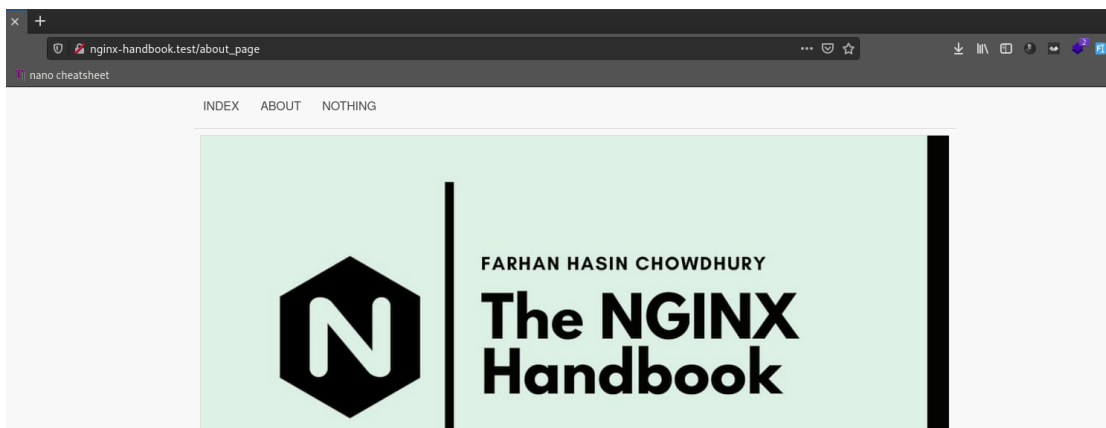 nginx-handbook.test/about_page
nano cheatsheet
INDEX ABOUT NOTHING
FARHAN HASIN CHOWDHURY
N
The NGINX
Handbook